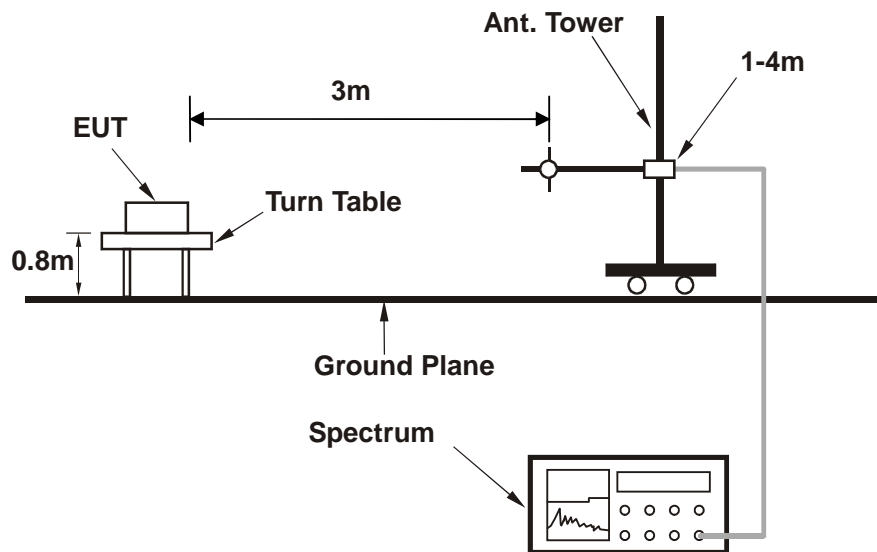 Ant. Tower
1-4m
3m
EUT
Turn Table
0.8m
Ground Plane
Spectrum